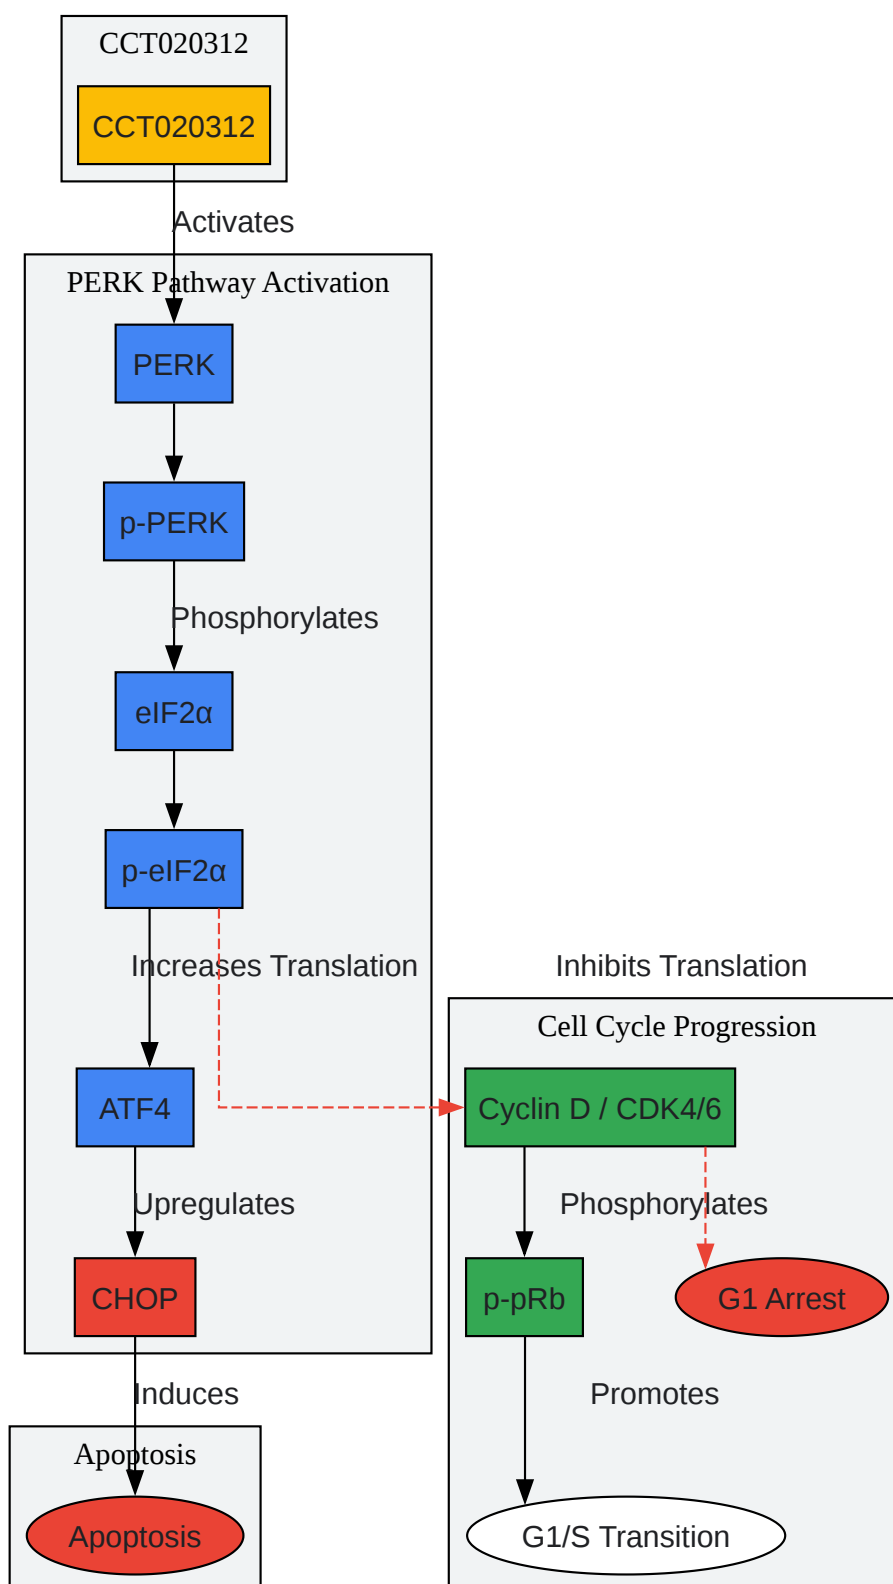 CCT020312
CCT020312
Activates
PERK Pathway Activation
PERK
p-PERK
Phosphorylates
eIF2α
p-eIF2α
Increases Translation
Inhibits Translation
Cell Cycle Progression
ATF4
Cyclin D / CDK4/6
Upregulates
Phosphorylates
CHOP
p-pRb
G1 Arrest
Induces
Promotes
Apoptosis
Apoptosis
G1/S Transition